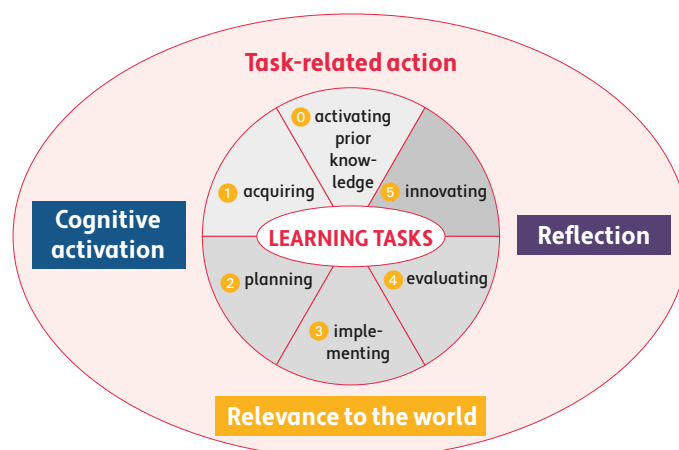 Task-related action
0 activating
prior
know-
ledge
1 acquiring
5 innovating
Cognitive
activation
LEARNING TASKS
Reflection
2 planning
4 evaluating
3 imple-
menting
Relevance to the world